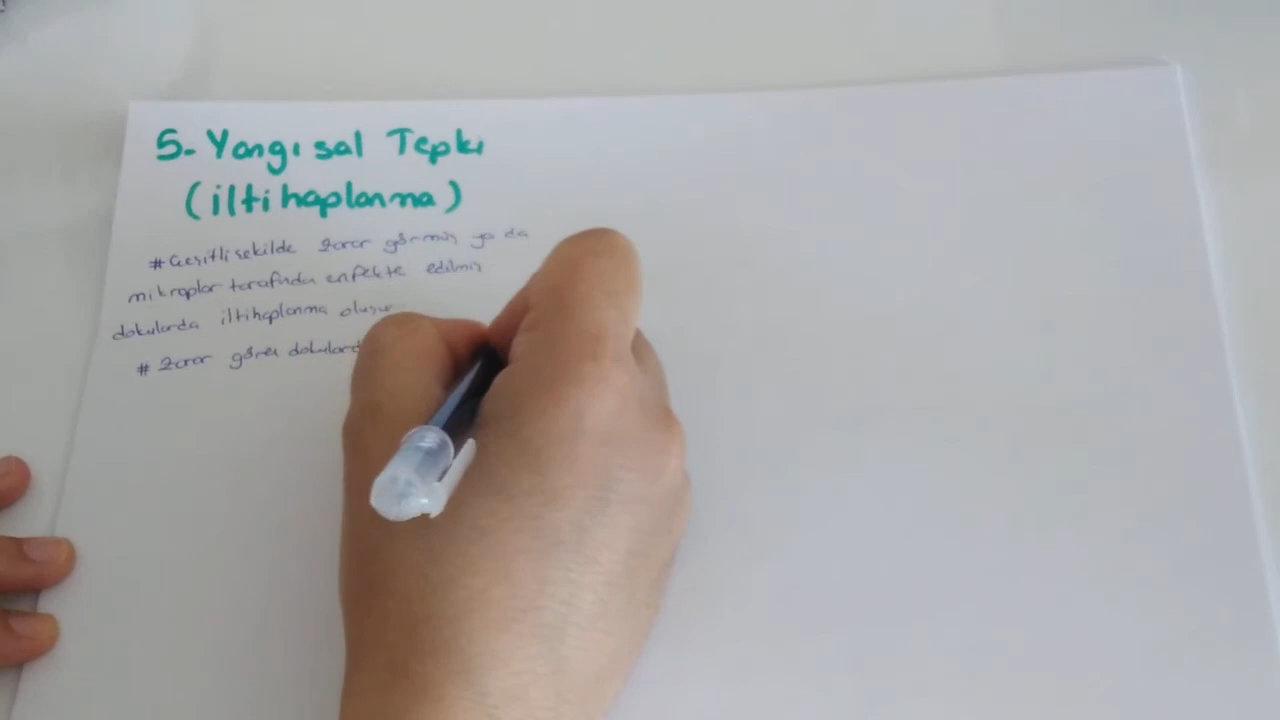 5- Yangısal Tepki
(iltihaplanma)
# Çeşitli şekilde zarar görmüş ya da
mikroplar tarafından enfekte edilmiş
dokularda iltihaplanma oluşur
# Zarar gören dokulard